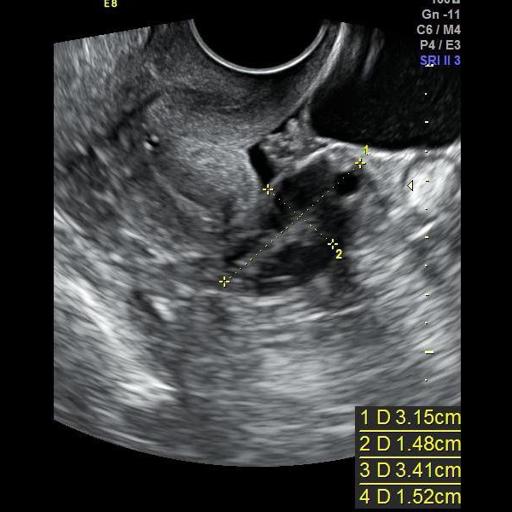 E8
Gn -11
C6 / M4
P4 / E3
SRI II 3
1
2
1 D 3.15cm
2 D 1.48cm
3 D 3.41cm
4 D 1.52cm